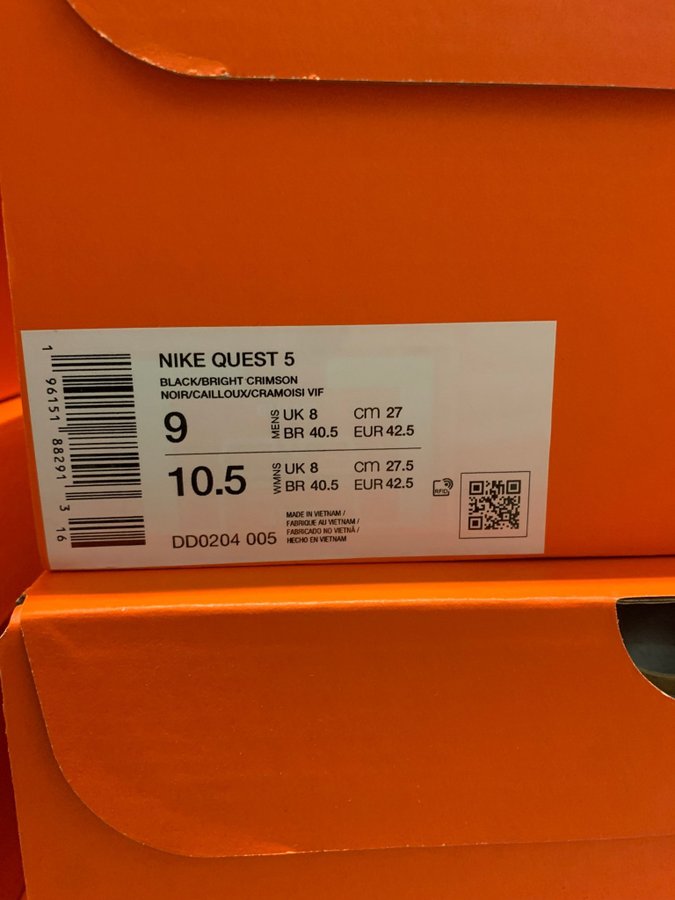 NIKE QUEST 5
BLACK/BRIGHT CRIMSON
NOIR/CAILLOUX/CRAMOISI VIF
9 MENS UK 8 cm 27
BR 40.5 EUR 42.5
10.5 WMNS UK 8 cm 27.5
BR 40.5 EUR 42.5
RFID
DD0204 005
MADE IN VIETNAM /
FABRIQUE AU VIETNAM /
FABRICADO NO VIETNÃ /
HECHO EN VIETNAM
1 96151 88291 3 16